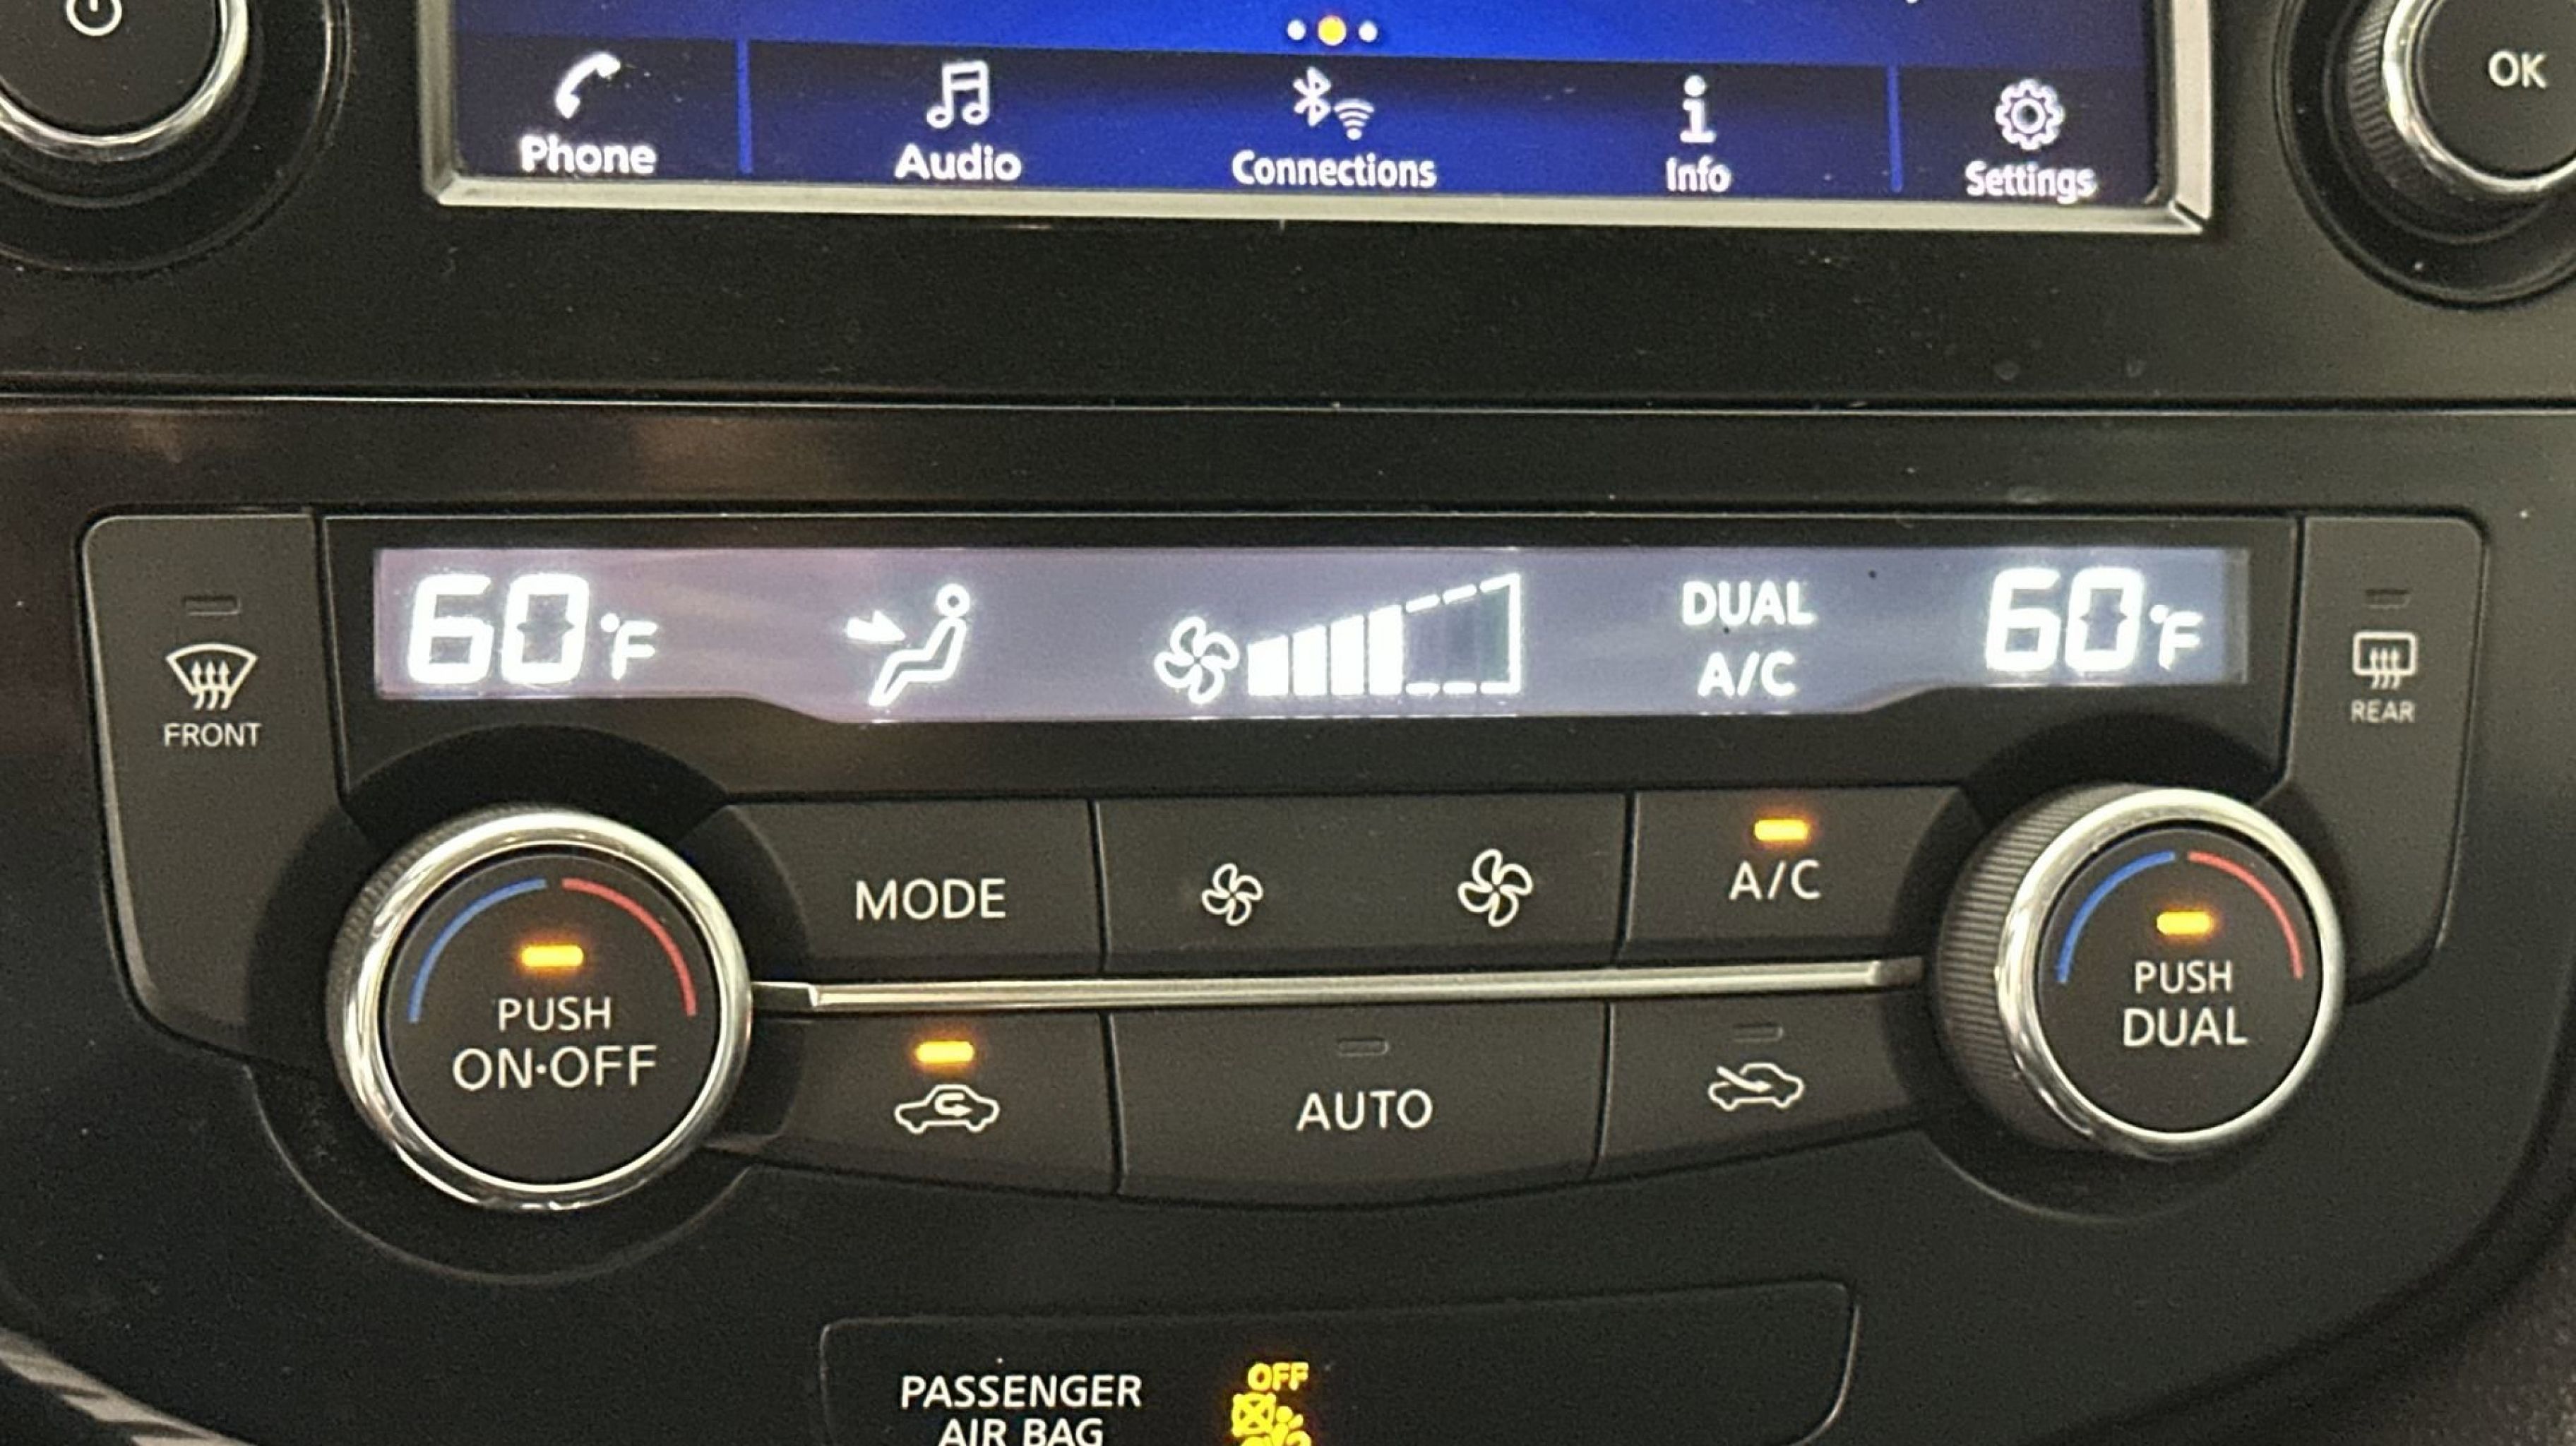 OK
Phone
Audio
Connections
Info
Settings
60°F
DUAL
A/C
60°F
FRONT
REAR
MODE
A/C
PUSH
ON·OFF
PUSH
DUAL
AUTO
PASSENGER
AIR BAG
OFF